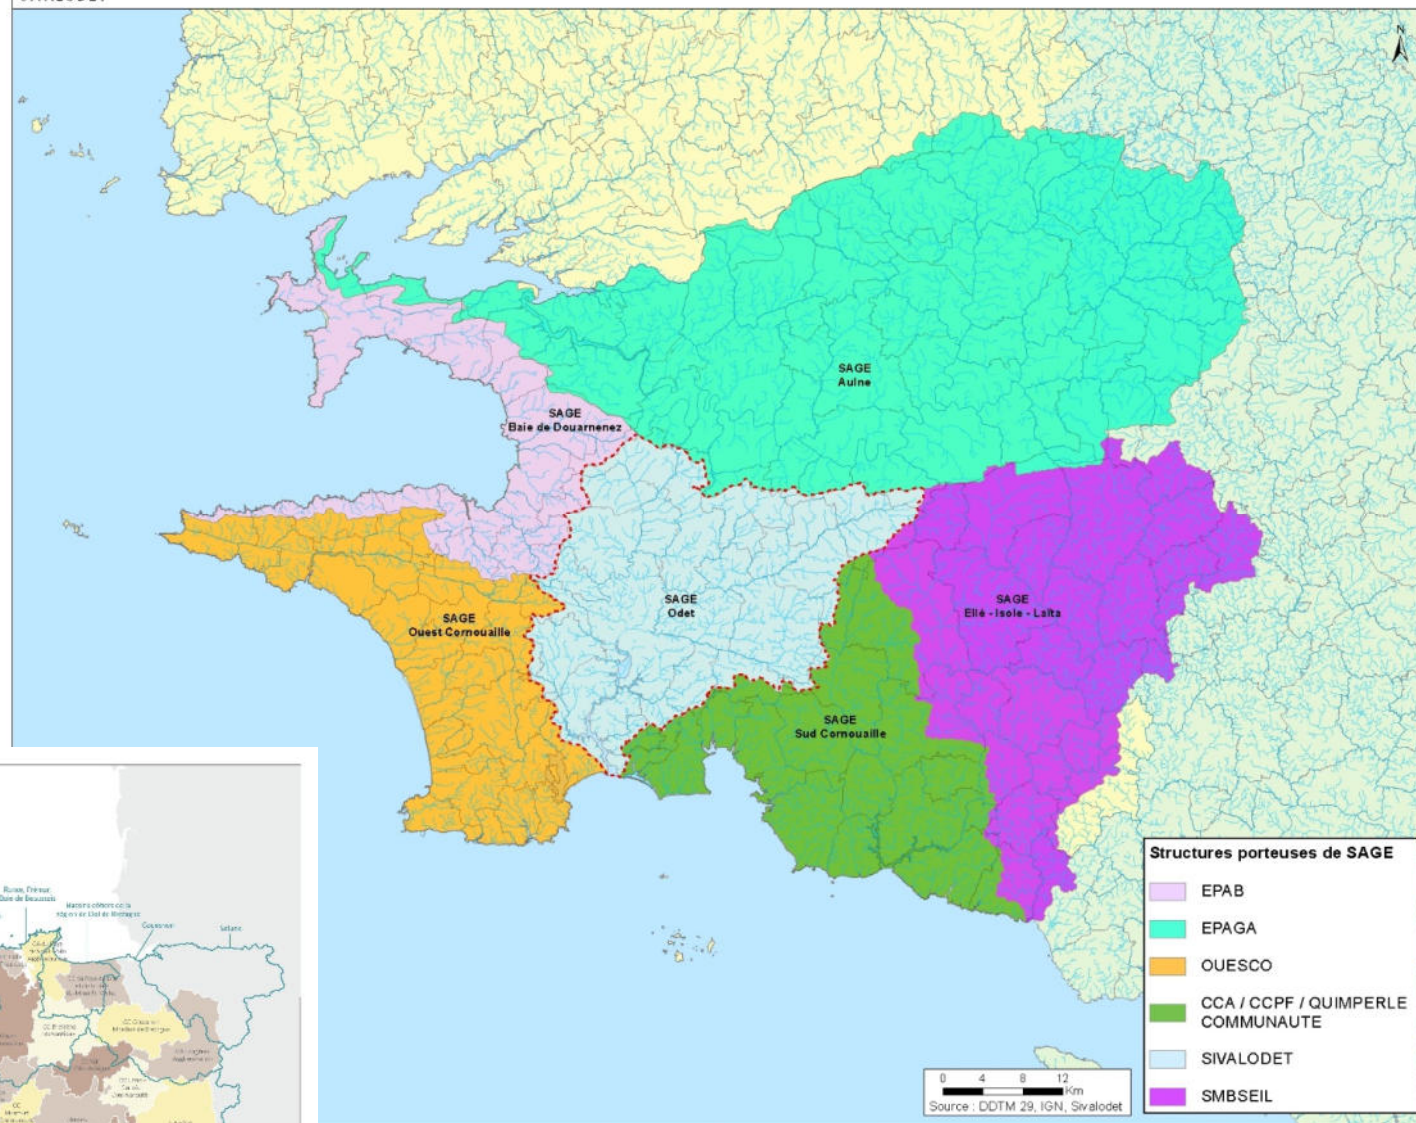 N
SAGE
Aulne
SAGE
Baie de Douarnenez
SAGE
Odet
SAGE
Ouest Cornouaille
SAGE
Ellé - Isole - Laïta
SAGE
Sud Cornouaille
Structures porteuses de SAGE
EPAB
EPAGA
OUESCO
CCA / CCPF / QUIMPERLE
COMMUNAUTE
SIVALODET
SMBSEIL
0 4 8 12
Km
Source : DDTM 29, IGN, Sivalodet
Couesnon
Sélune